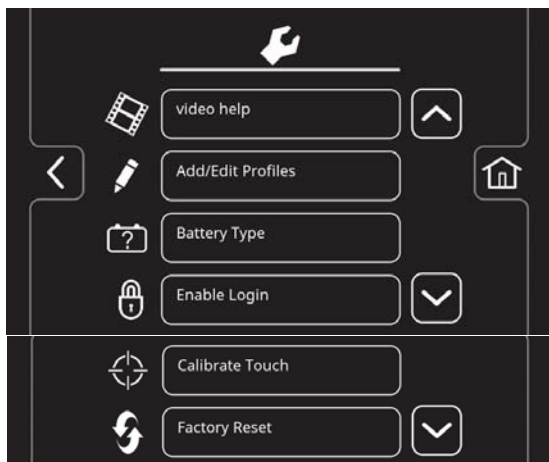 video help
Add/Edit Profiles
Battery Type
?
Enable Login
Calibrate Touch
Factory Reset